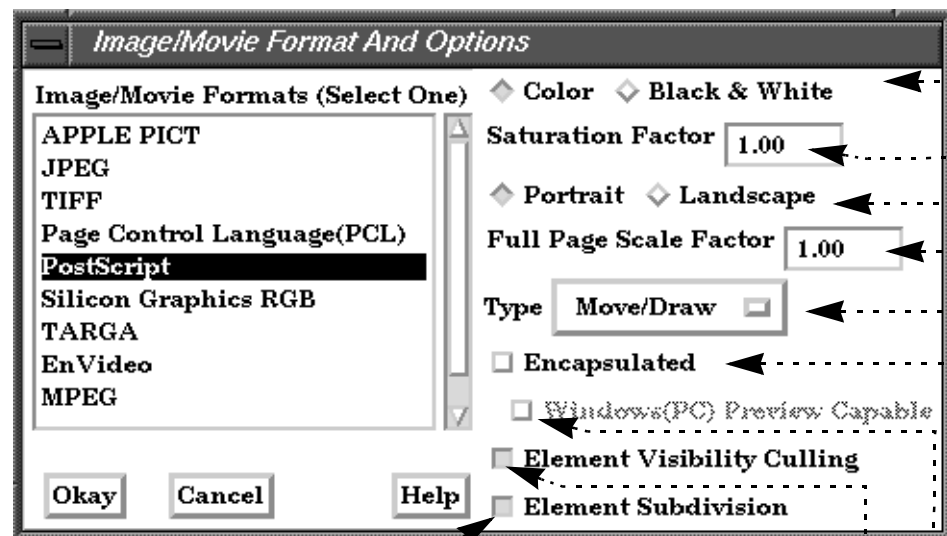 Image/Movie Format And Options
Image/Movie Formats (Select One)
APPLE PICT
JPEG
TIFF
Page Control Language(PCL)
PostScript
Silicon Graphics RGB
TARGA
EnVideo
MPEG
Okay
Cancel
Help
Color
Black & White
Saturation Factor 1.00
Portrait
Landscape
Full Page Scale Factor 1.00
Type Move/Draw
Encapsulated
Windows(PC) Preview Capable
Element Visibility Culling
Element Subdivision